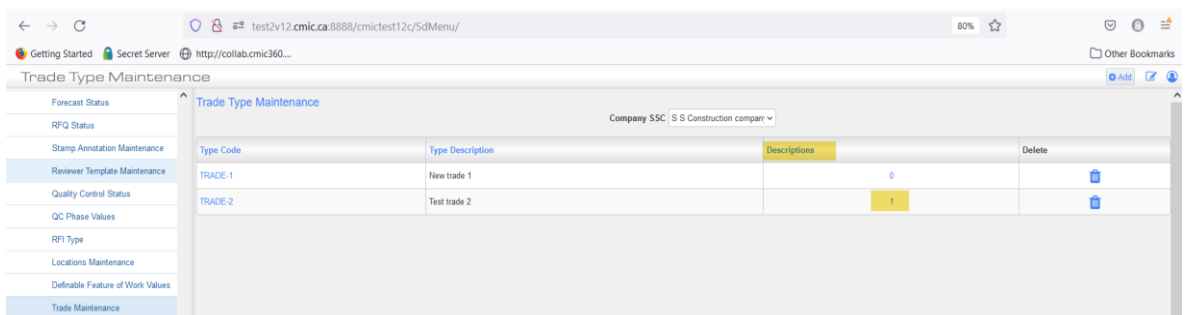 test2v12.cmic.ca:8888/cmictest12c/SdMenu/ 80%
Getting Started Secret Server http://collab.cmic360.... Other Bookmarks
Trade Type Maintenance Add
Forecast Status
RFQ Status
Stamp Annotation Maintenance
Reviewer Template Maintenance
Quality Control Status
QC Phase Values
RFI Type
Locations Maintenance
Definable Feature of Work Values
Trade Maintenance
Trade Type Maintenance
Company SSC S S Construction company
Type Code Type Description Descriptions Delete
TRADE-1 New trade 1 0
TRADE-2 Test trade 2 1